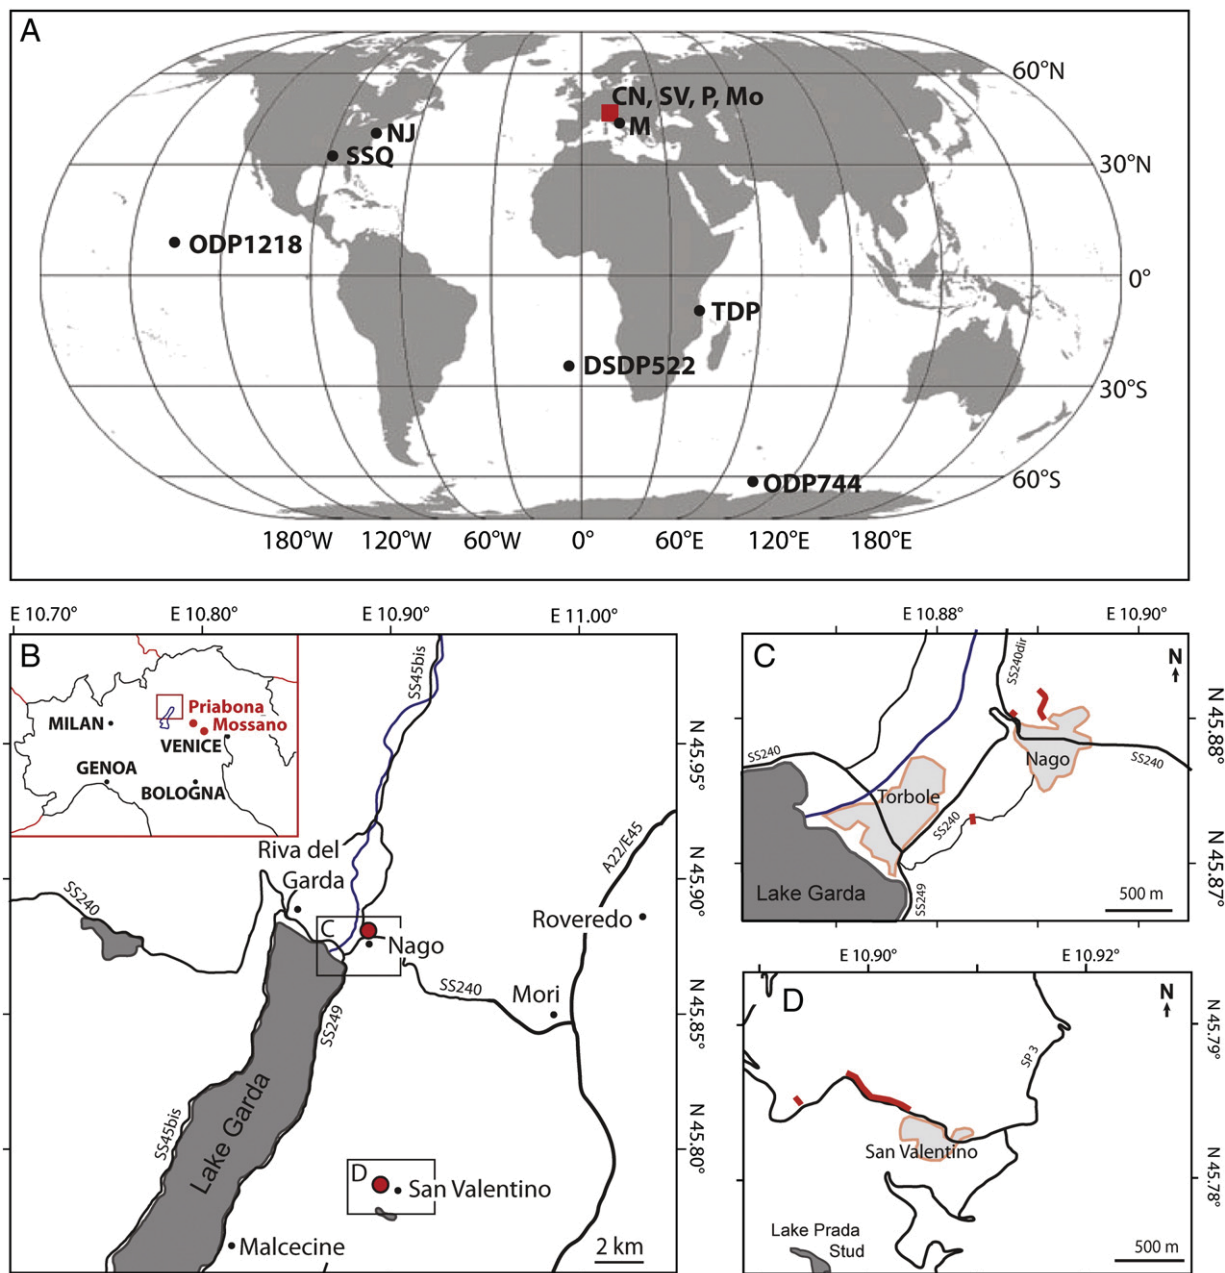 A
60°N
CN, SV, P, Mo
M
NJ
SSQ
30°N
ODP1218
0°
TDP
DSDP522
30°S
ODP744
60°S
180°W 120°W 60°W 0° 60°E 120°E 180°E
E 10.70° E 10.80° E 10.90° E 11.00°
B
Priabona
MILAN
Mossano
VENICE
GENOA
BOLOGNA
SS45bis
N 45.95°
Riva del
Garda
A22/E45
SS240
N 45.90°
C
Roveredo
Nago
SS240
Mori
SS249
N 45.85°
Lake Garda
SS45bis
N 45.80°
D
San Valentino
Malcecine
2 km
E 10.88° E 10.90°
C
SS240dir
N
N 45.88°
SS240
Nago
SS240
Torbole
SS240
N 45.87°
Lake Garda
SS249
500 m
E 10.90° E 10.92°
D
N
N 45.79°
SP 3
San Valentino
N 45.78°
Lake Prada
Stud
500 m